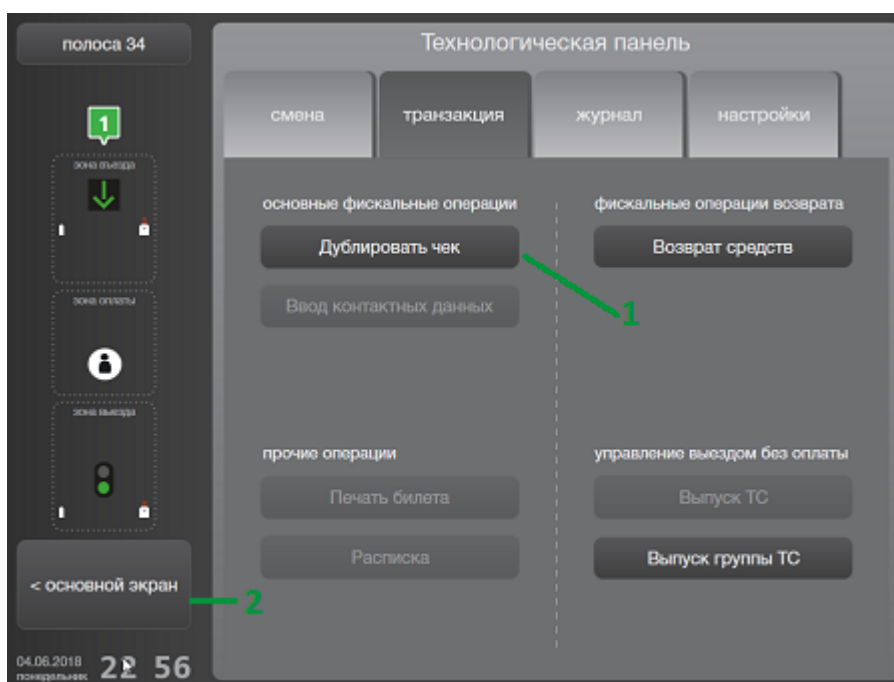 полоса 34
1
зона въезда
зона оплаты
зона выезда
< основной экран
04.06.2018
понедельник
22 56
Технологическая панель
смена транзакция журнал настройки
основные фискальные операции
Дублировать чек
Ввод контактных данных
фискальные операции возврата
Возврат средств
1
прочие операции
Печать билета
Расписка
управление выездом без оплаты
Выпуск ТС
Выпуск группы ТС
2